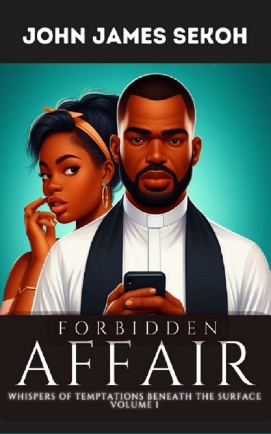 JOHN JAMES SEKOH
FORBIDDEN
AFFAIR
WHISPERS OF TEMPTATIONS BENEATH THE SURFACE
VOLUME I